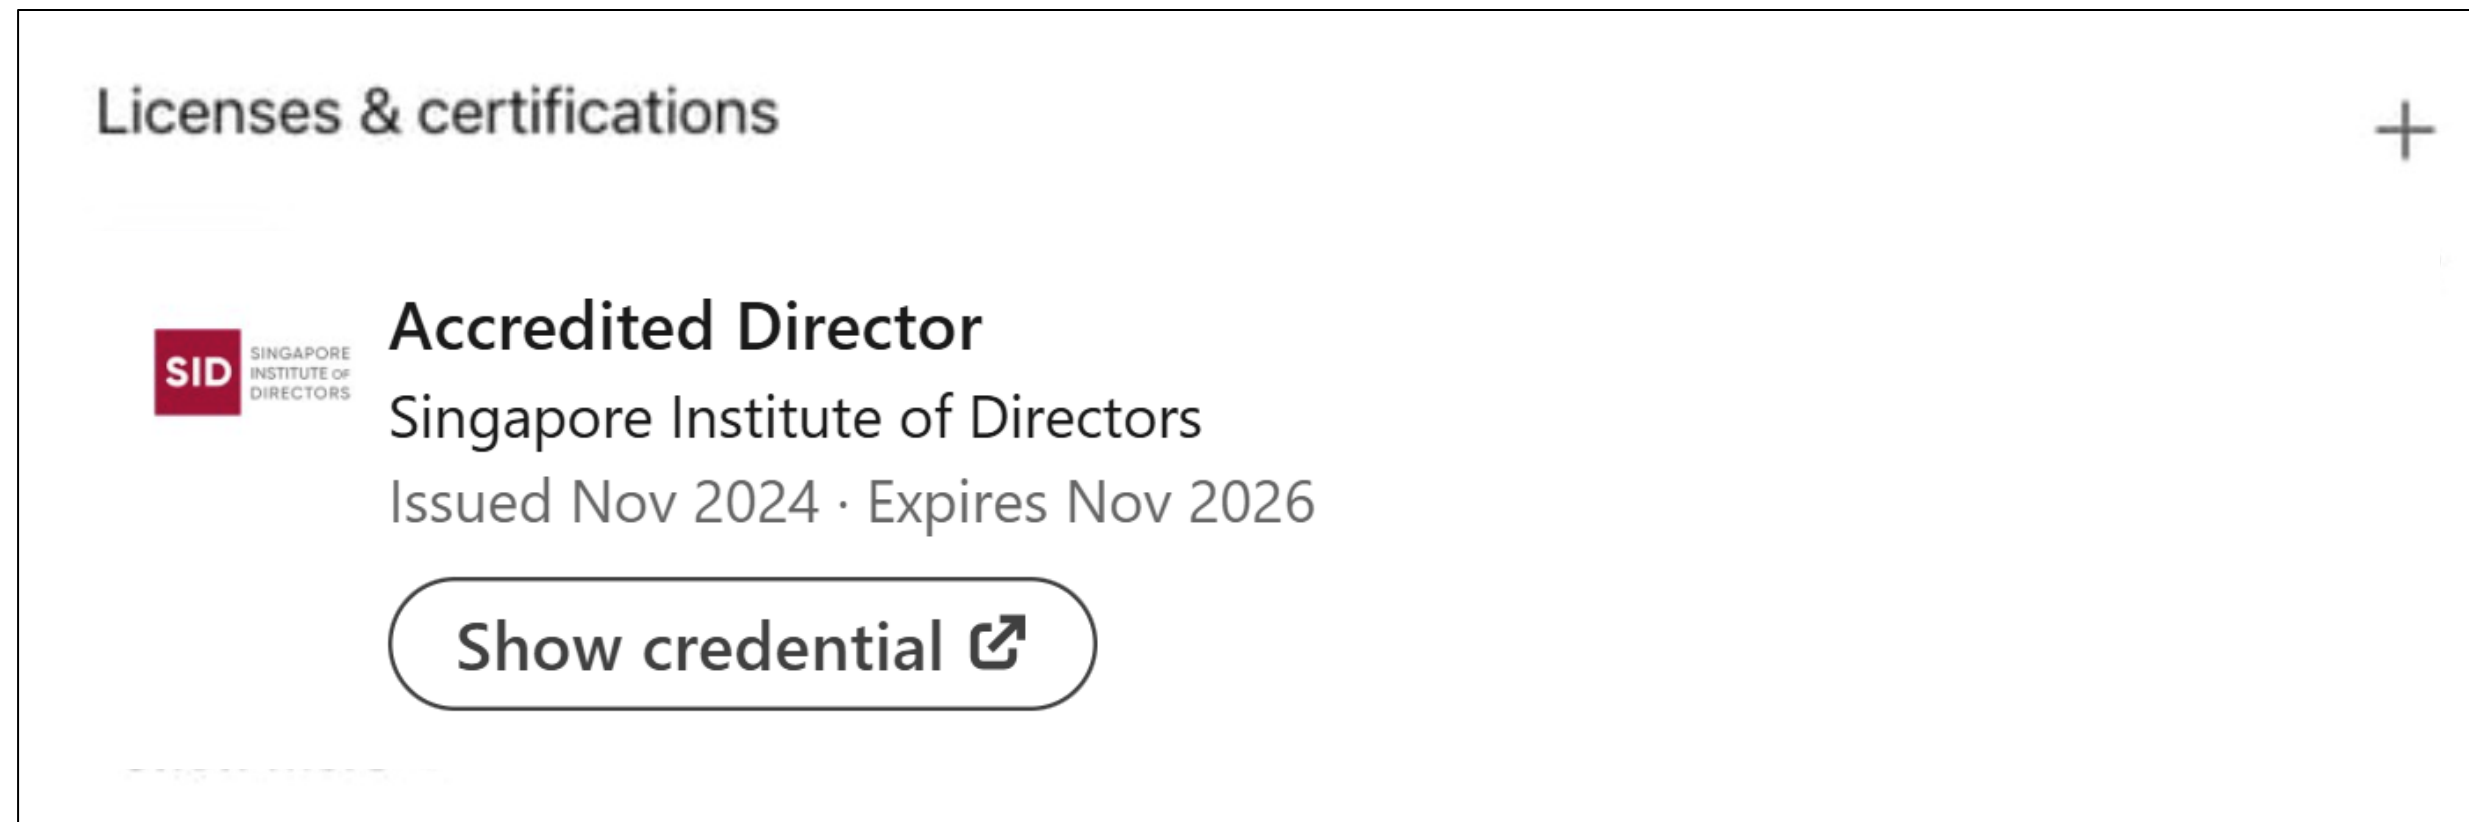 Licenses & certifications
SID
SINGAPORE
INSTITUTE OF
DIRECTORS
Accredited Director
Singapore Institute of Directors
Issued Nov 2024 · Expires Nov 2026
Show credential